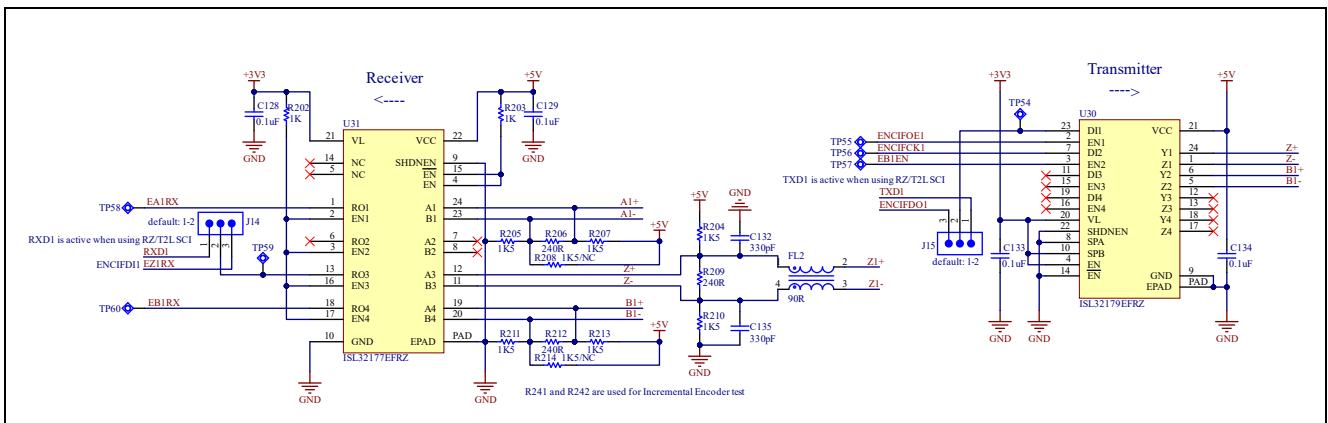 Receiver
<----
+3V3
C128
0.1uF
GND
R202
1K
+5V
R203
1K
C129
0.1uF
GND
U31
21 VL VCC 22
14 NC SHDNEN 9
5 NC EN 15
EN 4
TP58 EA1RX 1 RO1 A1 24 A1+
2 EN1 B1 23 A1-
default: 1-2 J14
1 2 3
RXD1 is active when using RZ/T2L SCI
RXD1
ENCIFDI1 EZ1RX
TP59
6 RO2 A2 7
3 EN2 B2 8
13 RO3 A3 12 Z+
16 EN3 B3 11 Z-
TP60 EB1RX 18 RO4 A4 19 B1+
17 EN4 B4 20 B1-
10 GND EPAD PAD
ISL32177EFRZ
GND
GND
R205
1K5
R206
240R
R207
1K5
+5V
R208 1K5/NC
R211
1K5
R212
240R
R213
1K5
+5V
R214 1K5/NC
+5V
R204
1K5
GND
C132
330pF
R209
240R
R210
1K5
C135
330pF
GND
FL2
1 2 Z1+
4 3 Z1-
90R
R241 and R242 are used for Incremental Encoder test
Transmitter
---->
+3V3
+5V
TP54
U30
TP55 ENCIFOE1
TP56 ENCIFCK1
TP57 EB1EN
TXD1 is active when using RZ/T2L SCI
TXD1
ENCIFDO1
J15
3 2 1
default: 1-2
23 DI1 VCC 21
2 EN1
7 DI2 Y1 24 Z+
3 EN2 Z1 1 Z-
11 DI3 Y2 6 B1+
15 EN3 Z2 5 B1-
19 DI4 Y3 12
16 EN4 Z3 13
20 VL Y4 18
22 SHDNEN Z4 17
8 SPA
10 SPB
4 EN
14 EN
GND 9
EPAD PAD
ISL32179EFRZ
C133
0.1uF
C134
0.1uF
GND
GND
GND